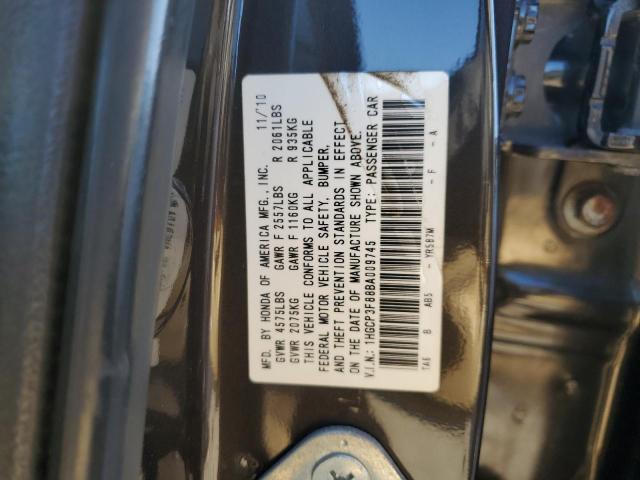 MFD. BY HONDA OF AMERICA MFG., INC. 11/10
GVWR 4575LBS GAWR F 2557LBS R 2061LBS
GVWR 2075KG GAWR F 1160KG R 935KG
THIS VEHICLE CONFORMS TO ALL APPLICABLE
FEDERAL MOTOR VEHICLE SAFETY, BUMPER,
AND THEFT PREVENTION STANDARDS IN EFFECT
ON THE DATE OF MANUFACTURE SHOWN ABOVE.
V.I.N.: 1HGCP3F88BA009745 TYPE: PASSENGER CAR
TA6 B AB5 - YR587M - F - A